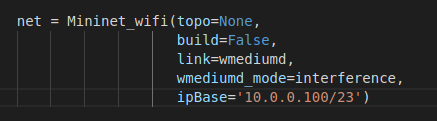 net = Mininet_wifi(topo=None,
build=False,
link=wmediumd,
wmediumd_mode=interference,
ipBase='10.0.0.100/23')